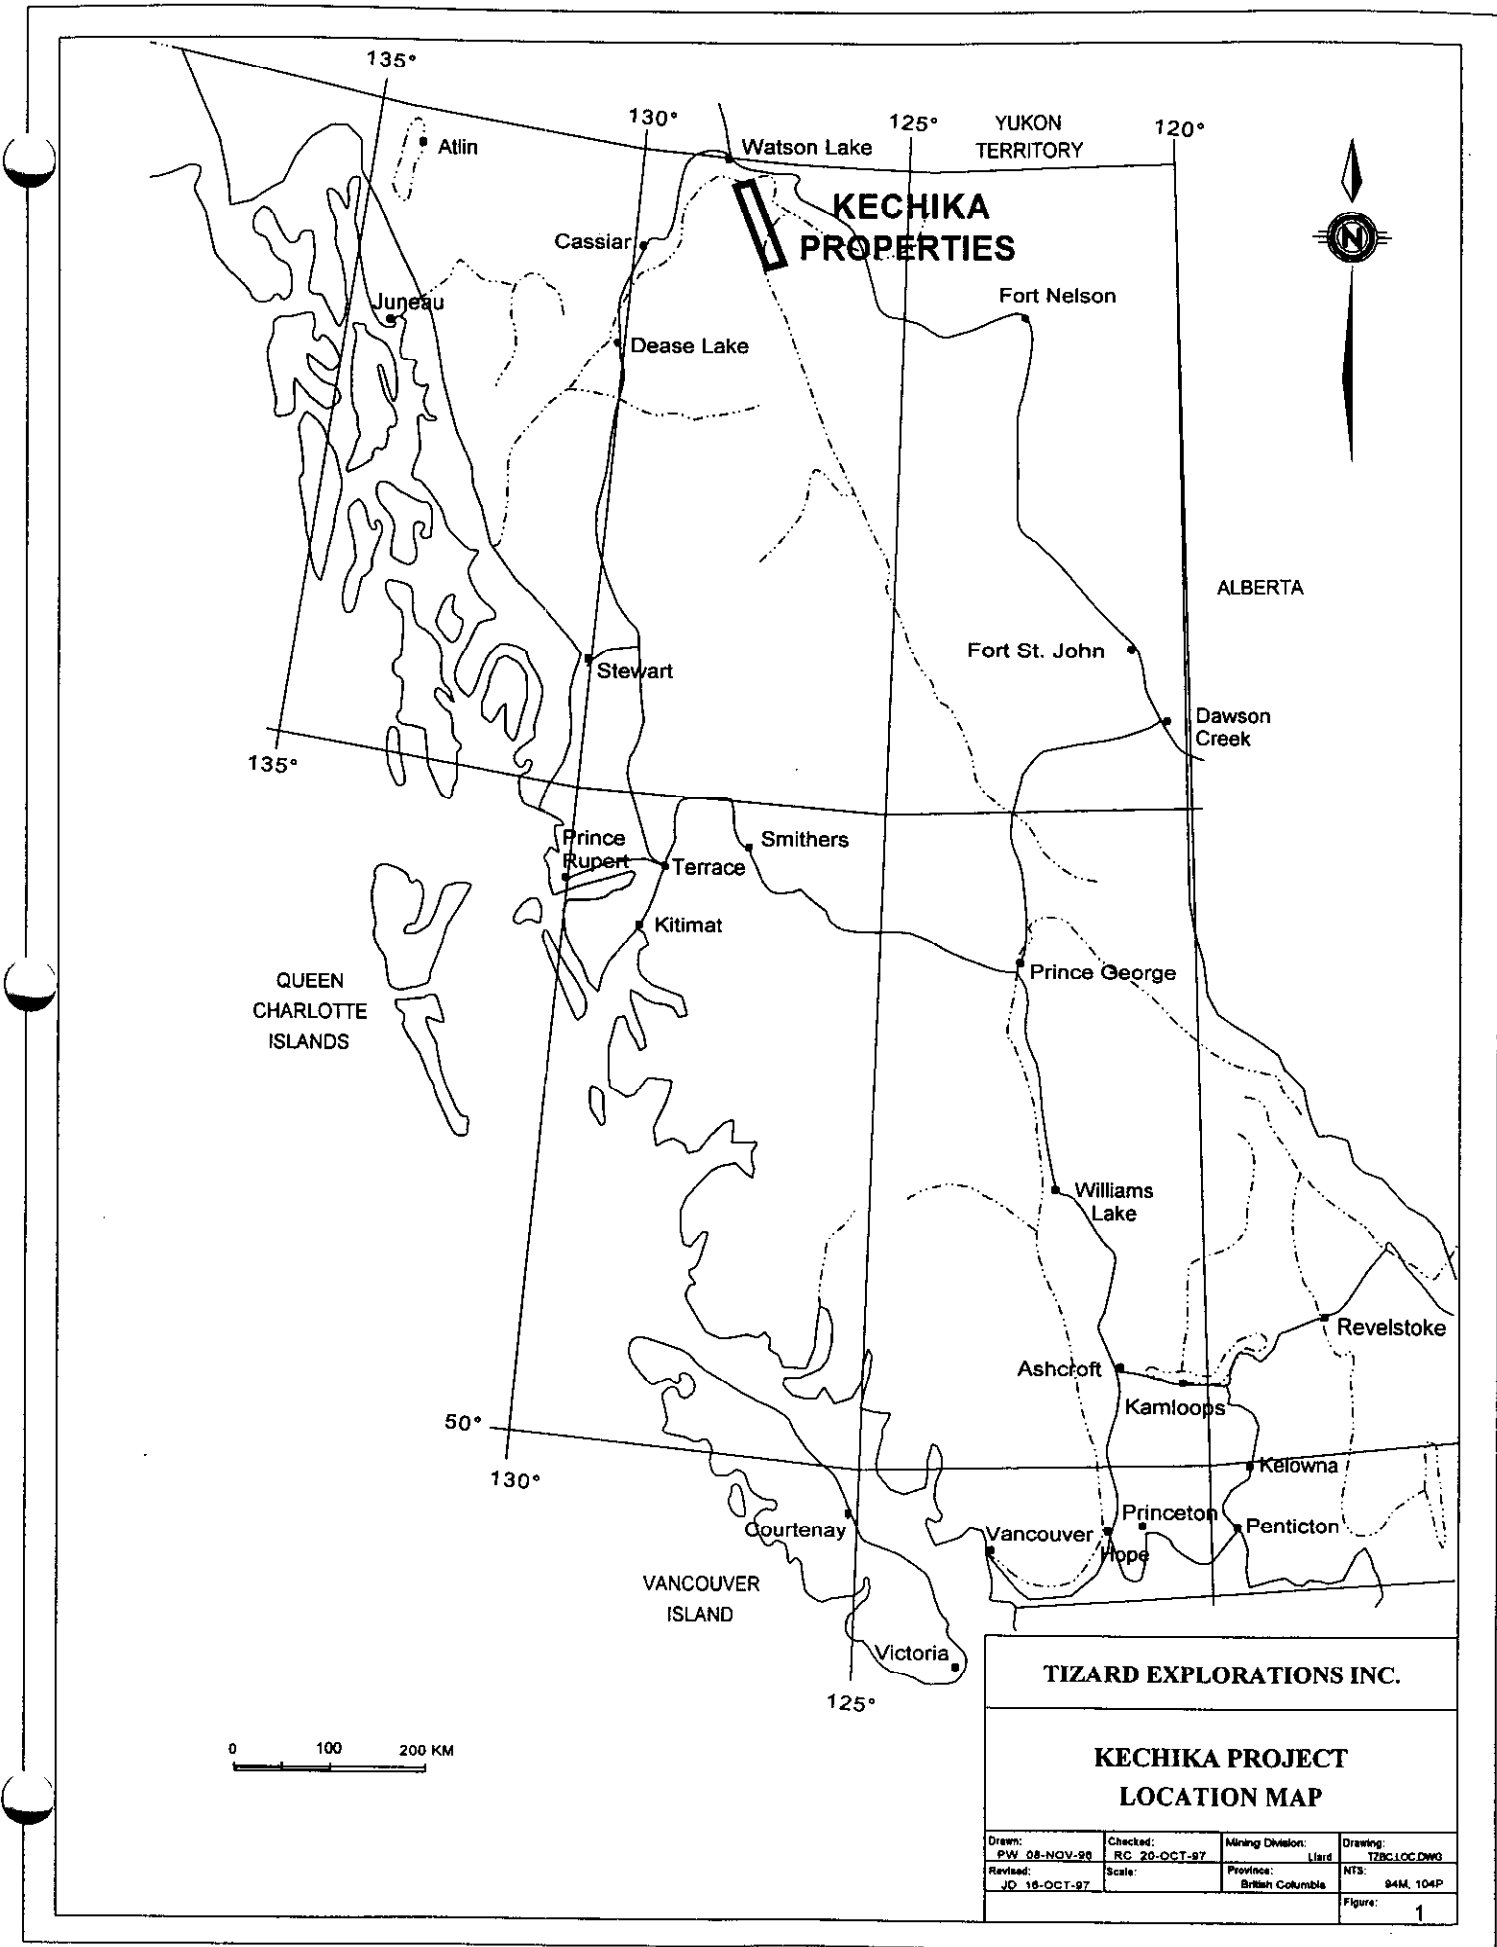 135°
130°
125°
YUKON
TERRITORY
120°
Atlin
Watson Lake
KECHIKA
PROPERTIES
N
Cassiar
Juneau
Fort Nelson
Dease Lake
ALBERTA
Fort St. John
Stewart
Dawson
Creek
135°
Prince
Rupert
Smithers
Terrace
Kitimat
Prince George
QUEEN
CHARLOTTE
ISLANDS
Williams
Lake
Revelstoke
Ashcroft
Kamloops
50°
130°
Kelowna
Courtenay
Vancouver
Princeton
Hope
Penticton
VANCOUVER
ISLAND
Victoria
125°
0 100 200 KM
TIZARD EXPLORATIONS INC.
KECHIKA PROJECT
LOCATION MAP
Drawn:
PW 08-NOV-96
Checked:
RC 20-OCT-97
Mining Division:
Liard
Drawing:
TZBCLOC.DWG
Revised:
JD 16-OCT-97
Scale:
Province:
British Columbia
NTS:
94M, 104P
Figure:
1